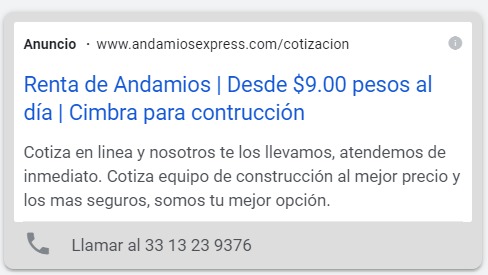 Anuncio · www.andamiosexpress.com/cotizacion
Renta de Andamios | Desde $9.00 pesos al
día | Cimbra para contrucción
Cotiza en linea y nosotros te los llevamos, atendemos de
inmediato. Cotiza equipo de construcción al mejor precio y
los mas seguros, somos tu mejor opción.
Llamar al 33 13 23 9376